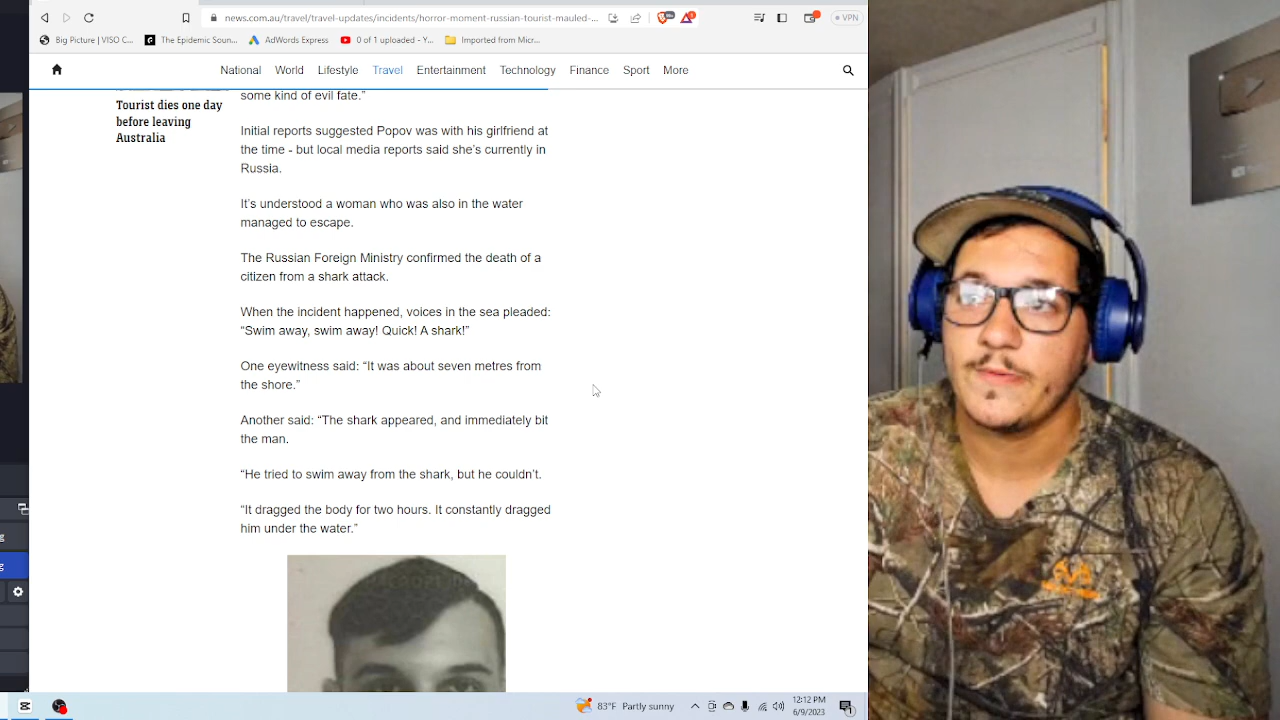 news.com.au/travel/travel-updates/incidents/horror-moment-russian-tourist-mauled-...
VPN
Big Picture | VISO C...
The Epidemic Soun...
AdWords Express
0 of 1 uploaded - Y...
Imported from Micr...
National World Lifestyle Travel Entertainment Technology Finance Sport More
Tourist dies one day
before leaving
Australia
some kind of evil fate.”
Initial reports suggested Popov was with his girlfriend at
the time - but local media reports said she’s currently in
Russia.
It’s understood a woman who was also in the water
managed to escape.
The Russian Foreign Ministry confirmed the death of a
citizen from a shark attack.
When the incident happened, voices in the sea pleaded:
“Swim away, swim away! Quick! A shark!”
One eyewitness said: “It was about seven metres from
the shore.”
Another said: “The shark appeared, and immediately bit
the man.
“He tried to swim away from the shark, but he couldn’t.
“It dragged the body for two hours. It constantly dragged
him under the water.”
83°F Partly sunny
12:12 PM
6/9/2023